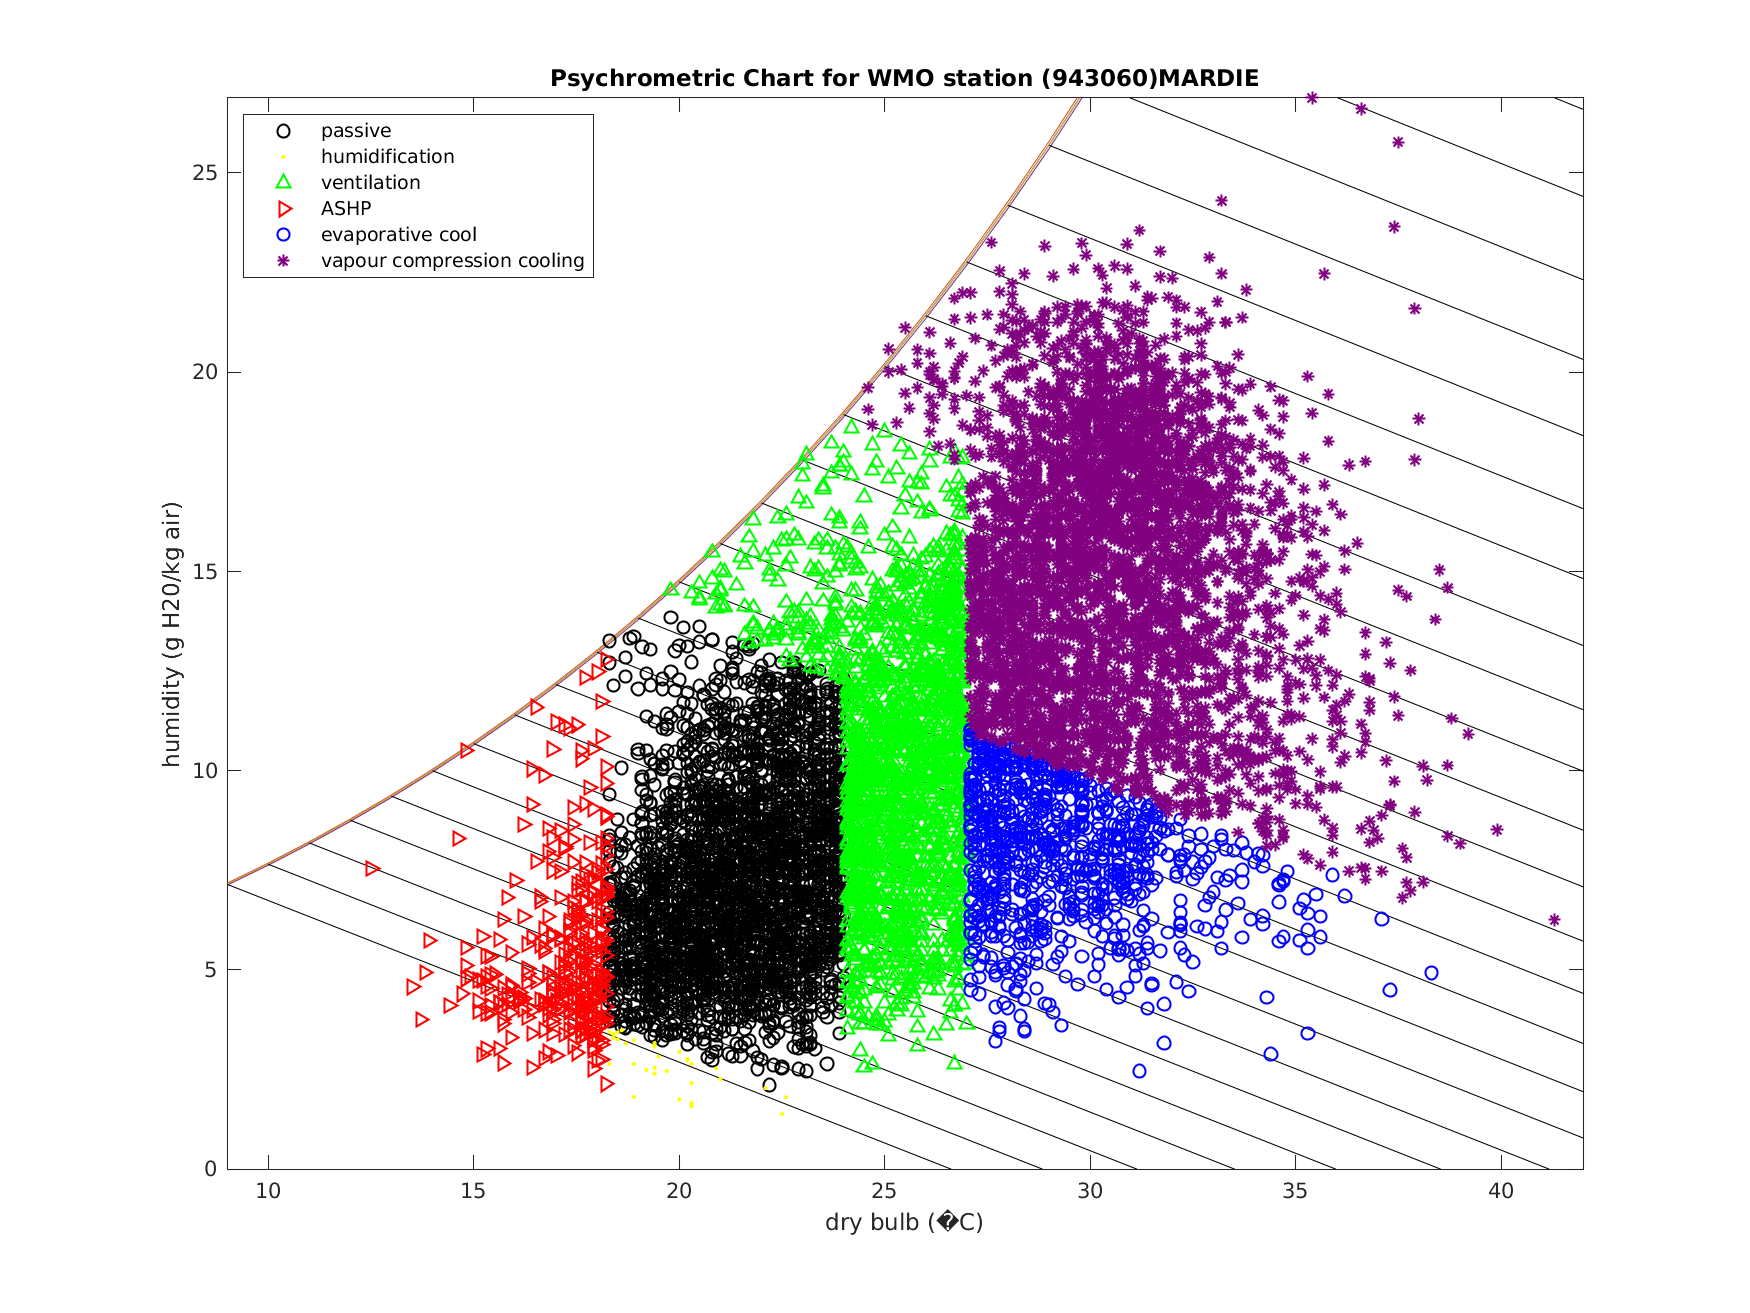 Psychrometric Chart for WMO station (943060)MARDIE
passive
humidification
ventilation
ASHP
evaporative cool
vapour compression cooling
humidity (g H20/kg air)
25
20
15
10
5
0
10 15 20 25 30 35 40
dry bulb (�C)